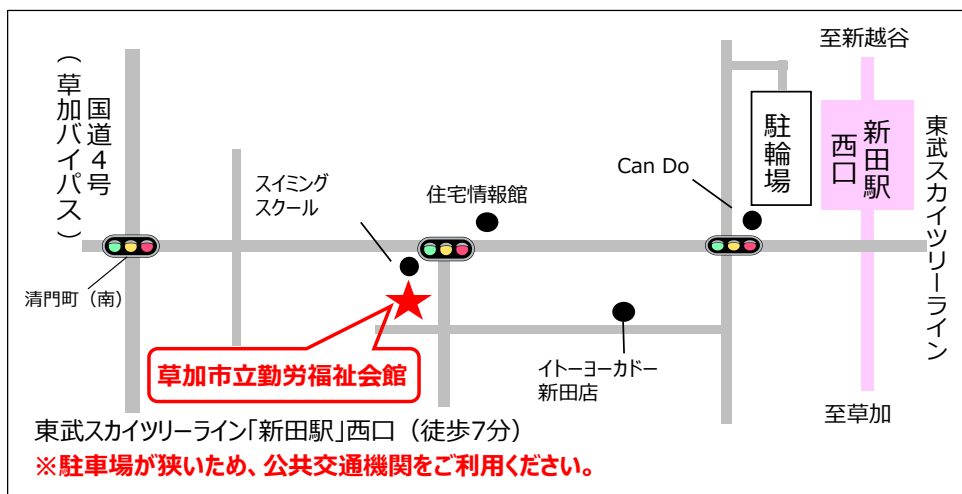 至新越谷
国道4号
（草加バイパス）
駐輪場
新田駅
西口
東武スカイツリーライン
Can Do
スイミング
スクール
住宅情報館
清門町（南）
イトーヨーカドー
新田店
草加市立勤労福祉会館
至草加
東武スカイツリーライン「新田駅」西口（徒歩7分）
※駐車場が狭いため、公共交通機関をご利用ください。